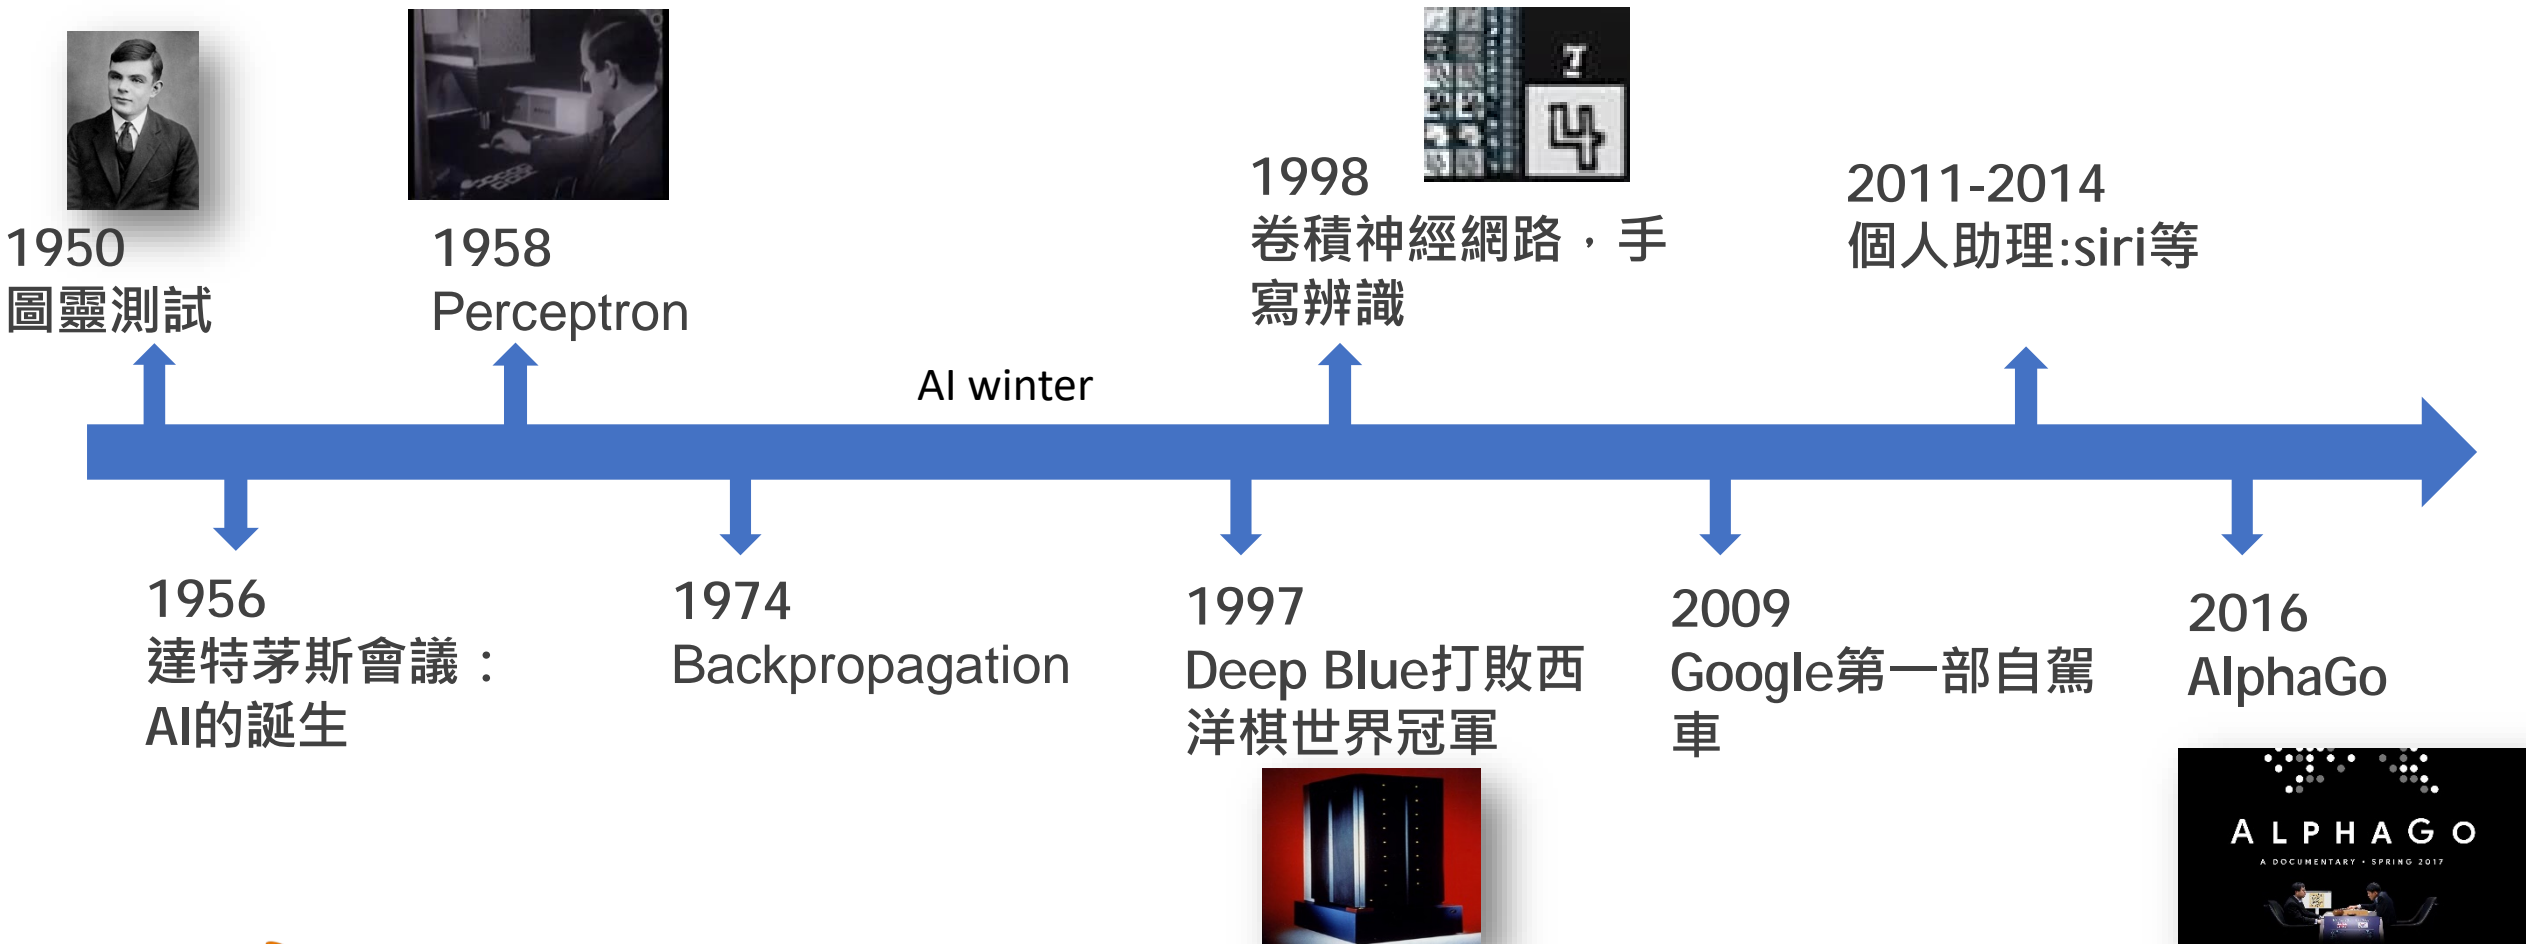 1950
圖靈測試
1958
Perceptron
AI winter
1998
卷積神經網路，手
寫辨識
7
4
2011-2014
個人助理:siri等
1956
達特茅斯會議：
AI的誕生
1974
Backpropagation
1997
Deep Blue打敗西
洋棋世界冠軍
2009
Google第一部自駕
車
2016
AlphaGo
ALPHAGO
A DOCUMENTARY • SPRING 2017